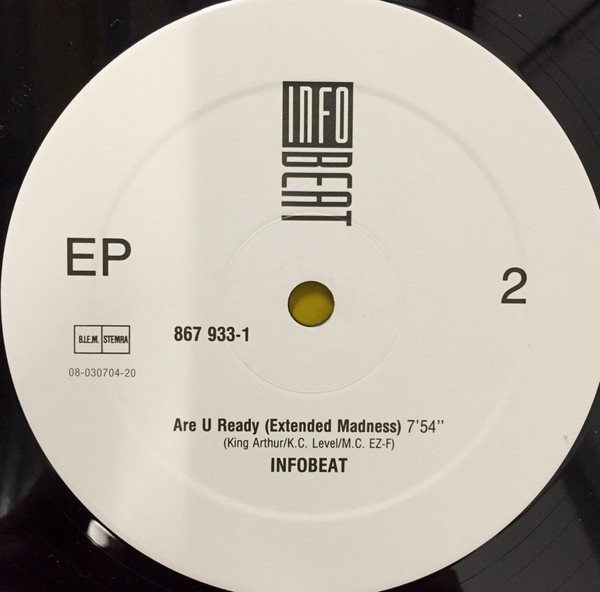 INFO
BEAT
EP
2
B.I.E.M. STEMRA
867 933-1
08-030704-20
Are U Ready (Extended Madness) 7'54''
(King Arthur/K.C. Level/M.C. EZ-F)
INFOBEAT